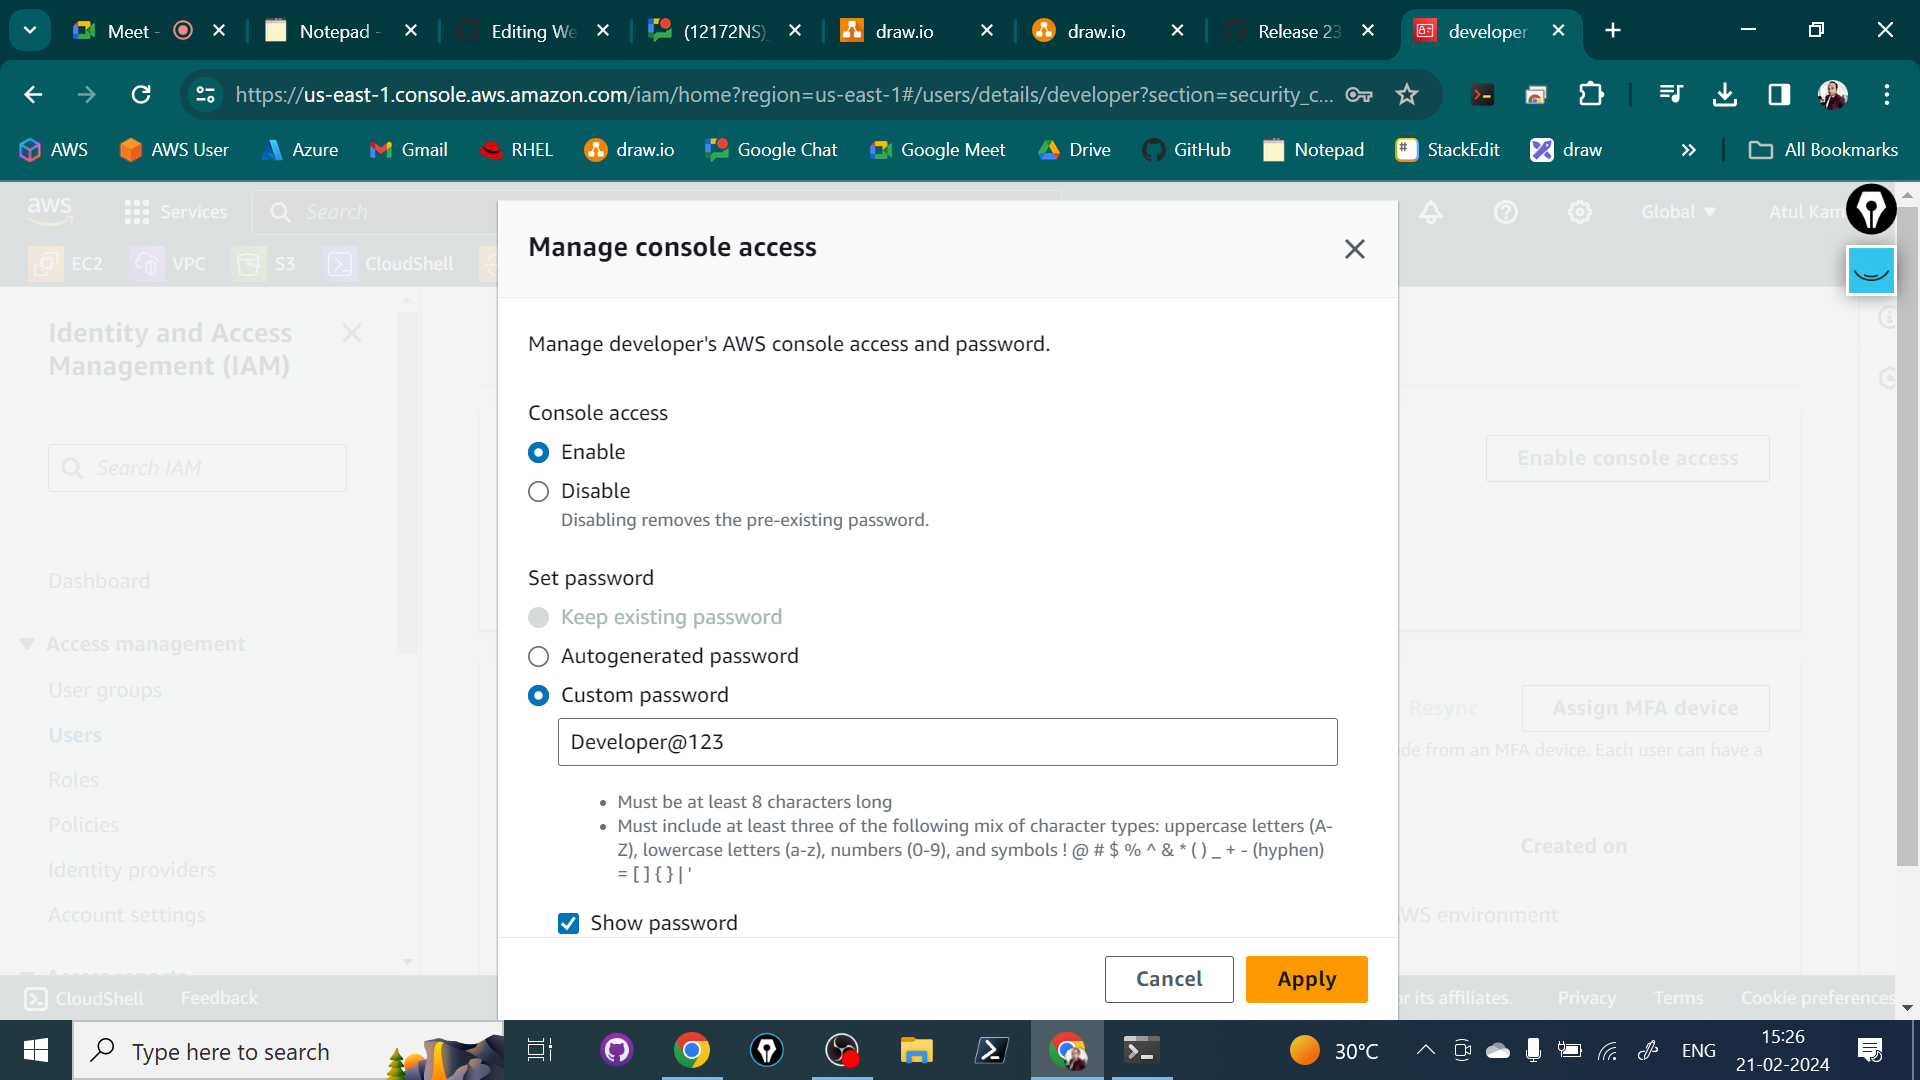 Meet -
Notepad -
Editing We
(12172NS)
draw.io
draw.io
Release 23
developer
https://us-east-1.console.aws.amazon.com/iam/home?region=us-east-1#/users/details/developer?section=security_c...
AWS
AWS User
Azure
Gmail
RHEL
draw.io
Google Chat
Google Meet
Drive
GitHub
Notepad
StackEdit
draw
All Bookmarks
aws
Services
Search
Global
Atul Kam
EC2
VPC
S3
CloudShell
Identity and Access
Management (IAM)
Search IAM
Dashboard
Access management
User groups
Users
Roles
Policies
Identity providers
Account settings
Access reports
Manage console access
Manage developer's AWS console access and password.
Console access
Enable
Disable
Disabling removes the pre-existing password.
Set password
Keep existing password
Autogenerated password
Custom password
Developer@123
• Must be at least 8 characters long
• Must include at least three of the following mix of character types: uppercase letters (A-
Z), lowercase letters (a-z), numbers (0-9), and symbols ! @ # $ % ^ & * ( ) _ + - (hyphen)
= [ ] { } | '
Show password
Cancel
Apply
Enable console access
Resync
Assign MFA device
de from an MFA device. Each user can have a
Created on
WS environment
CloudShell
Feedback
or its affiliates.
Privacy
Terms
Cookie preferences
Type here to search
30°C
ENG
15:26
21-02-2024